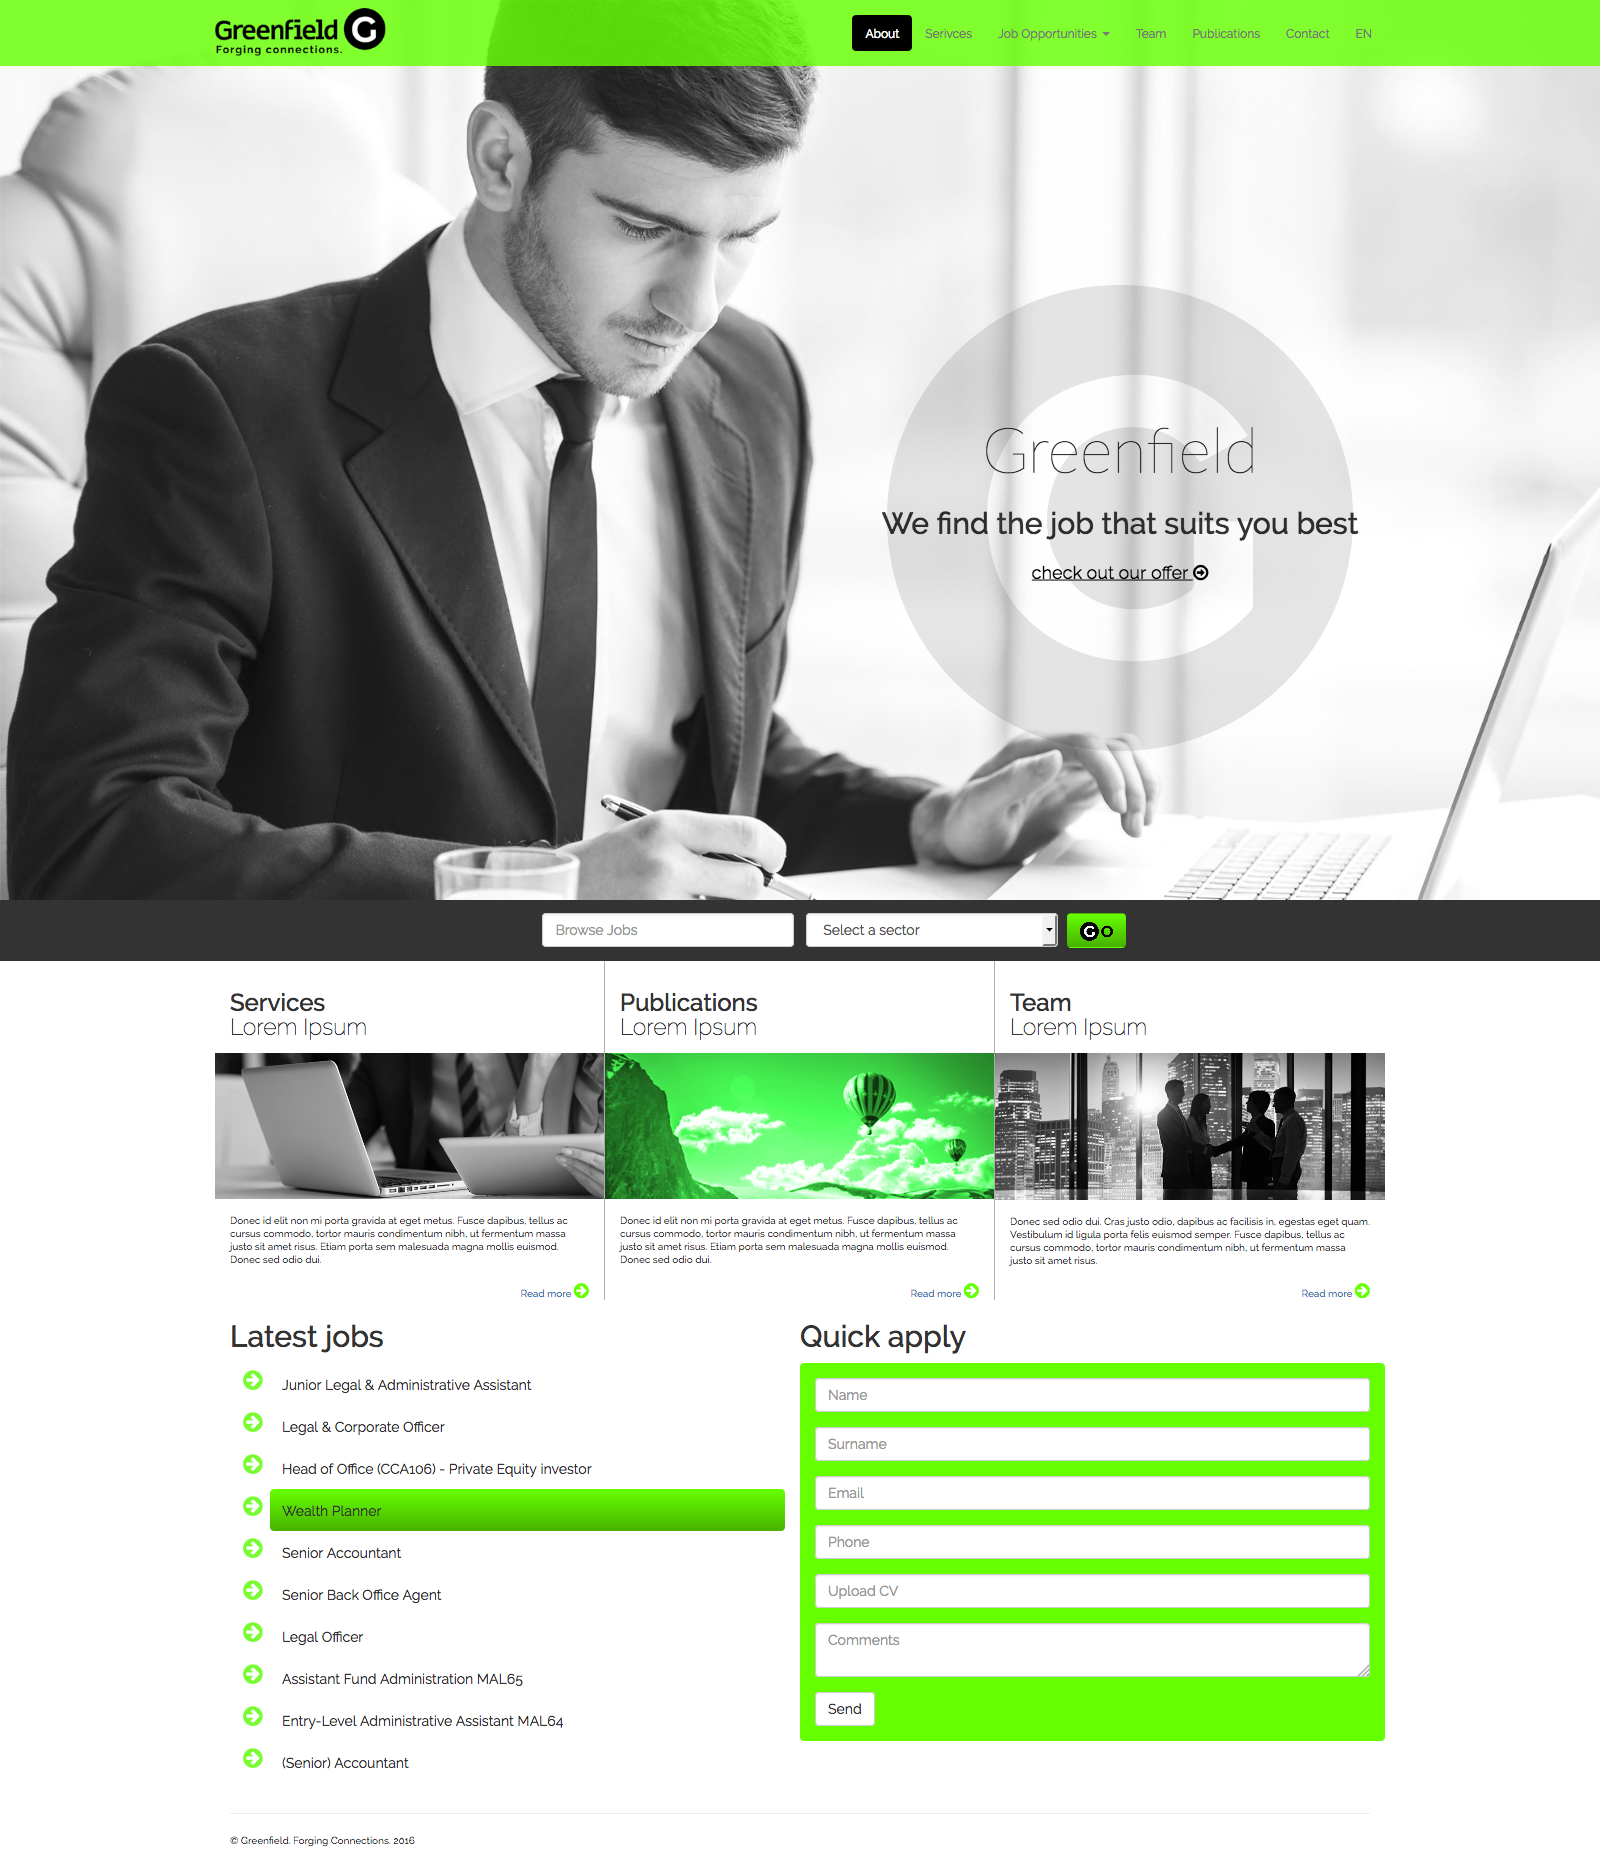 Greenfield G
Forging connections.
About Serivces Job Opportunities Team Publications Contact EN
G
Greenfield
We find the job that suits you best
check out our offer
Browse Jobs Select a sector GO
Services
Lorem Ipsum
Donec id elit non mi porta gravida at eget metus. Fusce dapibus, tellus ac
cursus commodo, tortor mauris condimentum nibh, ut fermentum massa
justo sit amet risus. Etiam porta sem malesuada magna mollis euismod.
Donec sed odio dui.
Read more
Publications
Lorem Ipsum
Donec id elit non mi porta gravida at eget metus. Fusce dapibus, tellus ac
cursus commodo, tortor mauris condimentum nibh, ut fermentum massa
justo sit amet risus. Etiam porta sem malesuada magna mollis euismod.
Donec sed odio dui.
Read more
Team
Lorem Ipsum
Donec sed odio dui. Cras justo odio, dapibus ac facilisis in, egestas eget quam.
Vestibulum id ligula porta felis euismod semper. Fusce dapibus, tellus ac
cursus commodo, tortor mauris condimentum nibh, ut fermentum massa
justo sit amet risus.
Read more
Latest jobs
Junior Legal & Administrative Assistant
Legal & Corporate Officer
Head of Office (CCA106) - Private Equity investor
Wealth Planner
Senior Accountant
Senior Back Office Agent
Legal Officer
Assistant Fund Administration MAL65
Entry-Level Administrative Assistant MAL64
(Senior) Accountant
Quick apply
Name
Surname
Email
Phone
Upload CV
Comments
Send
© Greenfield. Forging Connections. 2016